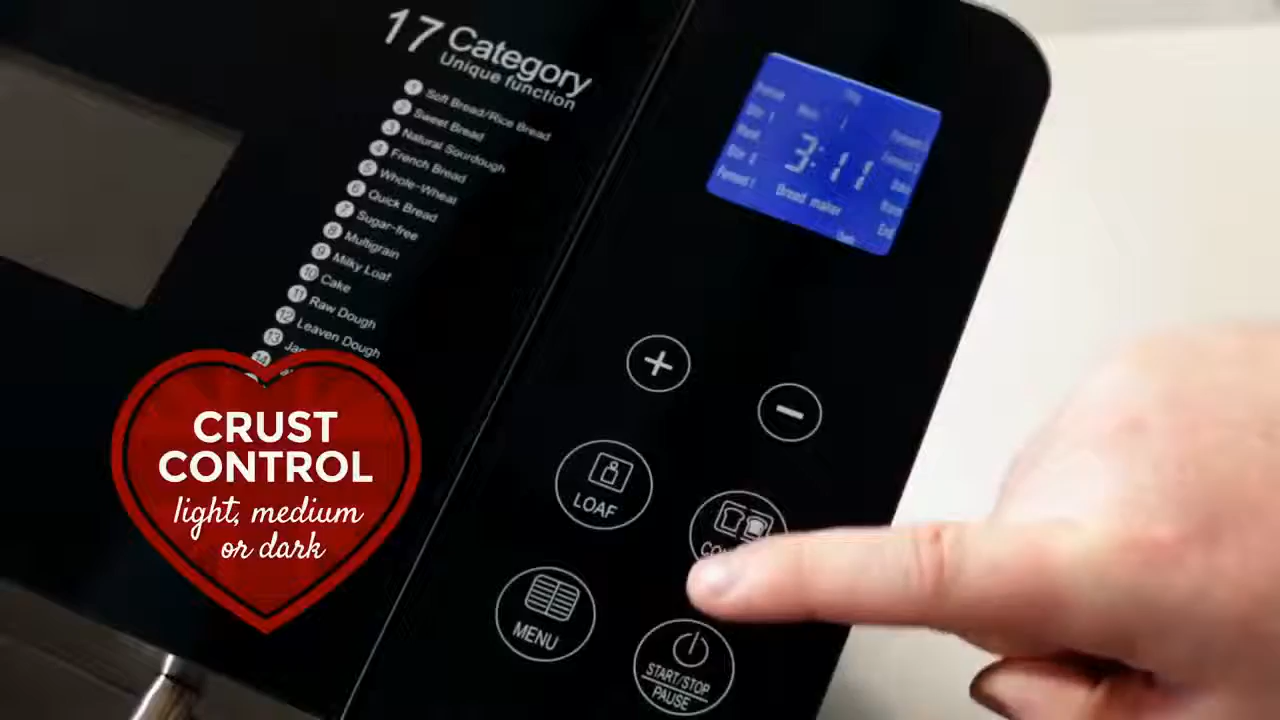 17 Category
Unique function
1 Soft Bread/Rice Bread
2 Sweet Bread
3 Natural Sourdough
4 French Bread
5 Whole-Wheat
6 Quick Bread
7 Sugar-free
8 Multigrain
9 Milky Loaf
10 Cake
11 Raw Dough
12 Leaven Dough
13
14
3:11
Bread maker
+
-
LOAF
MENU
START/STOP
PAUSE
CRUST
CONTROL
light, medium
or dark